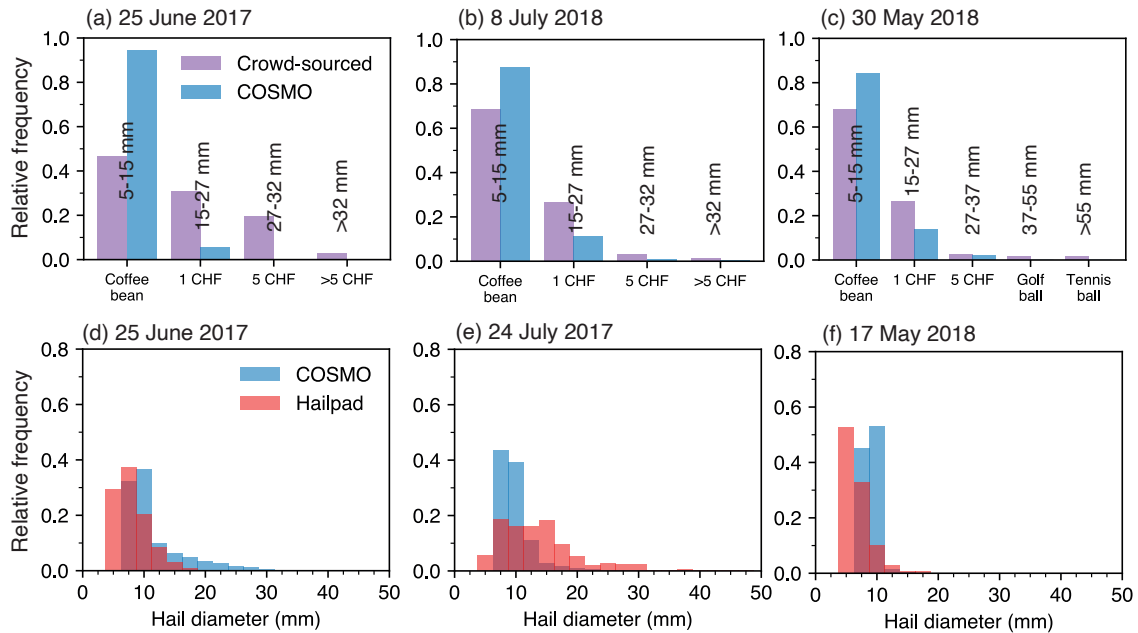 (a) 25 June 2017
(b) 8 July 2018
(c) 30 May 2018
Relative frequency
1.0
0.8
0.6
0.4
0.2
0.0
Crowd-sourced
COSMO
5-15 mm
15-27 mm
27-32 mm
>32 mm
Coffee
bean
1 CHF
5 CHF
>5 CHF
1.0
0.8
0.6
0.4
0.2
0.0
5-15 mm
15-27 mm
27-32 mm
>32 mm
Coffee
bean
1 CHF
5 CHF
>5 CHF
1.0
0.8
0.6
0.4
0.2
0.0
5-15 mm
15-27 mm
27-37 mm
37-55 mm
>55 mm
Coffee
bean
1 CHF
5 CHF
Golf
ball
Tennis
ball
(d) 25 June 2017
(e) 24 July 2017
(f) 17 May 2018
Relative frequency
0.8
0.6
0.4
0.2
0.0
COSMO
Hailpad
0 10 20 30 40 50
Hail diameter (mm)
0.8
0.6
0.4
0.2
0.0
0 10 20 30 40 50
Hail diameter (mm)
0.8
0.6
0.4
0.2
0.0
0 10 20 30 40 50
Hail diameter (mm)